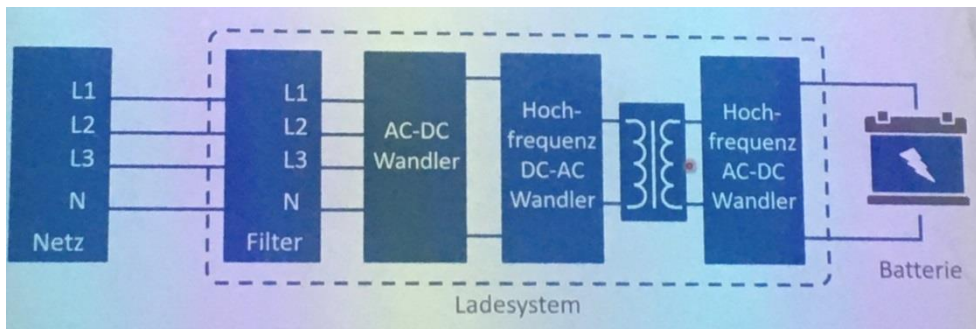 L1
L2
L3
N
Netz
L1
L2
L3
N
Filter
AC-DC
Wandler
Hoch-
frequenz
DC-AC
Wandler
Hoch-
frequenz
AC-DC
Wandler
Batterie
Ladesystem